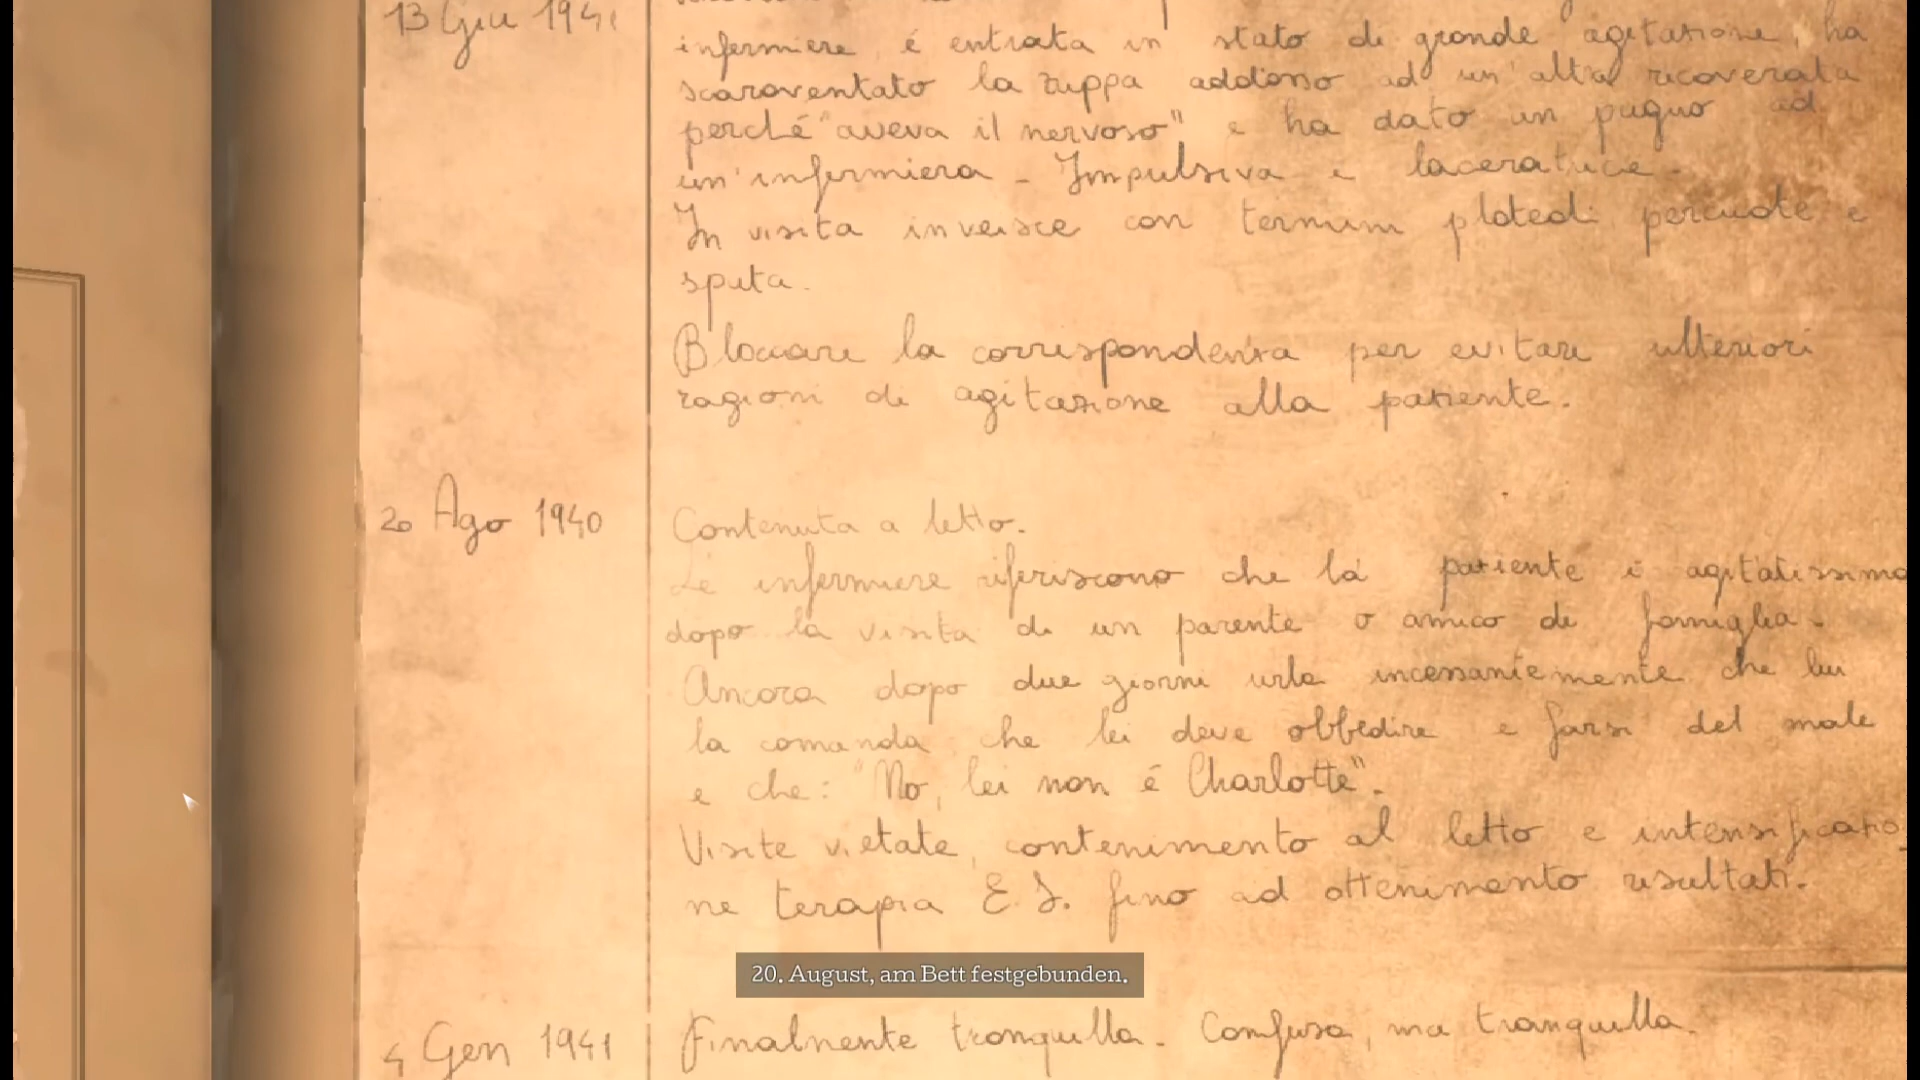 13 Giu 1941
infermiere é entrata in stato di grande agitazione, ha
scaraventato la zuppa addosso ad un'altra ricoverata
perché "aveva il nervoso" e ha dato un pugno ad
un'infermiera - Impulsiva e laceratrice.
In visita inveisce con termini plateali percuote e
sputa.
Bloccare la corrispondenza per evitare ulteriori
ragioni di agitazione alla paziente.
20 Ago 1940
Contenuta a letto.
Le infermiere riferiscono che la paziente è agitatissima
dopo la visita di un parente o amico di famiglia.
Ancora dopo due giorni urla incessantemente che lui
la comanda che lei deve obbedire e farsi del male
e che: "No, lei non é Charlotte".
Visite vietate, contenimento al letto e intensificazio_
ne terapia E.S. fino ad ottenimento risultati.
20. August, am Bett festgebunden.
4 Gen 1941
Finalmente tranquilla. Confusa, ma tranquilla.